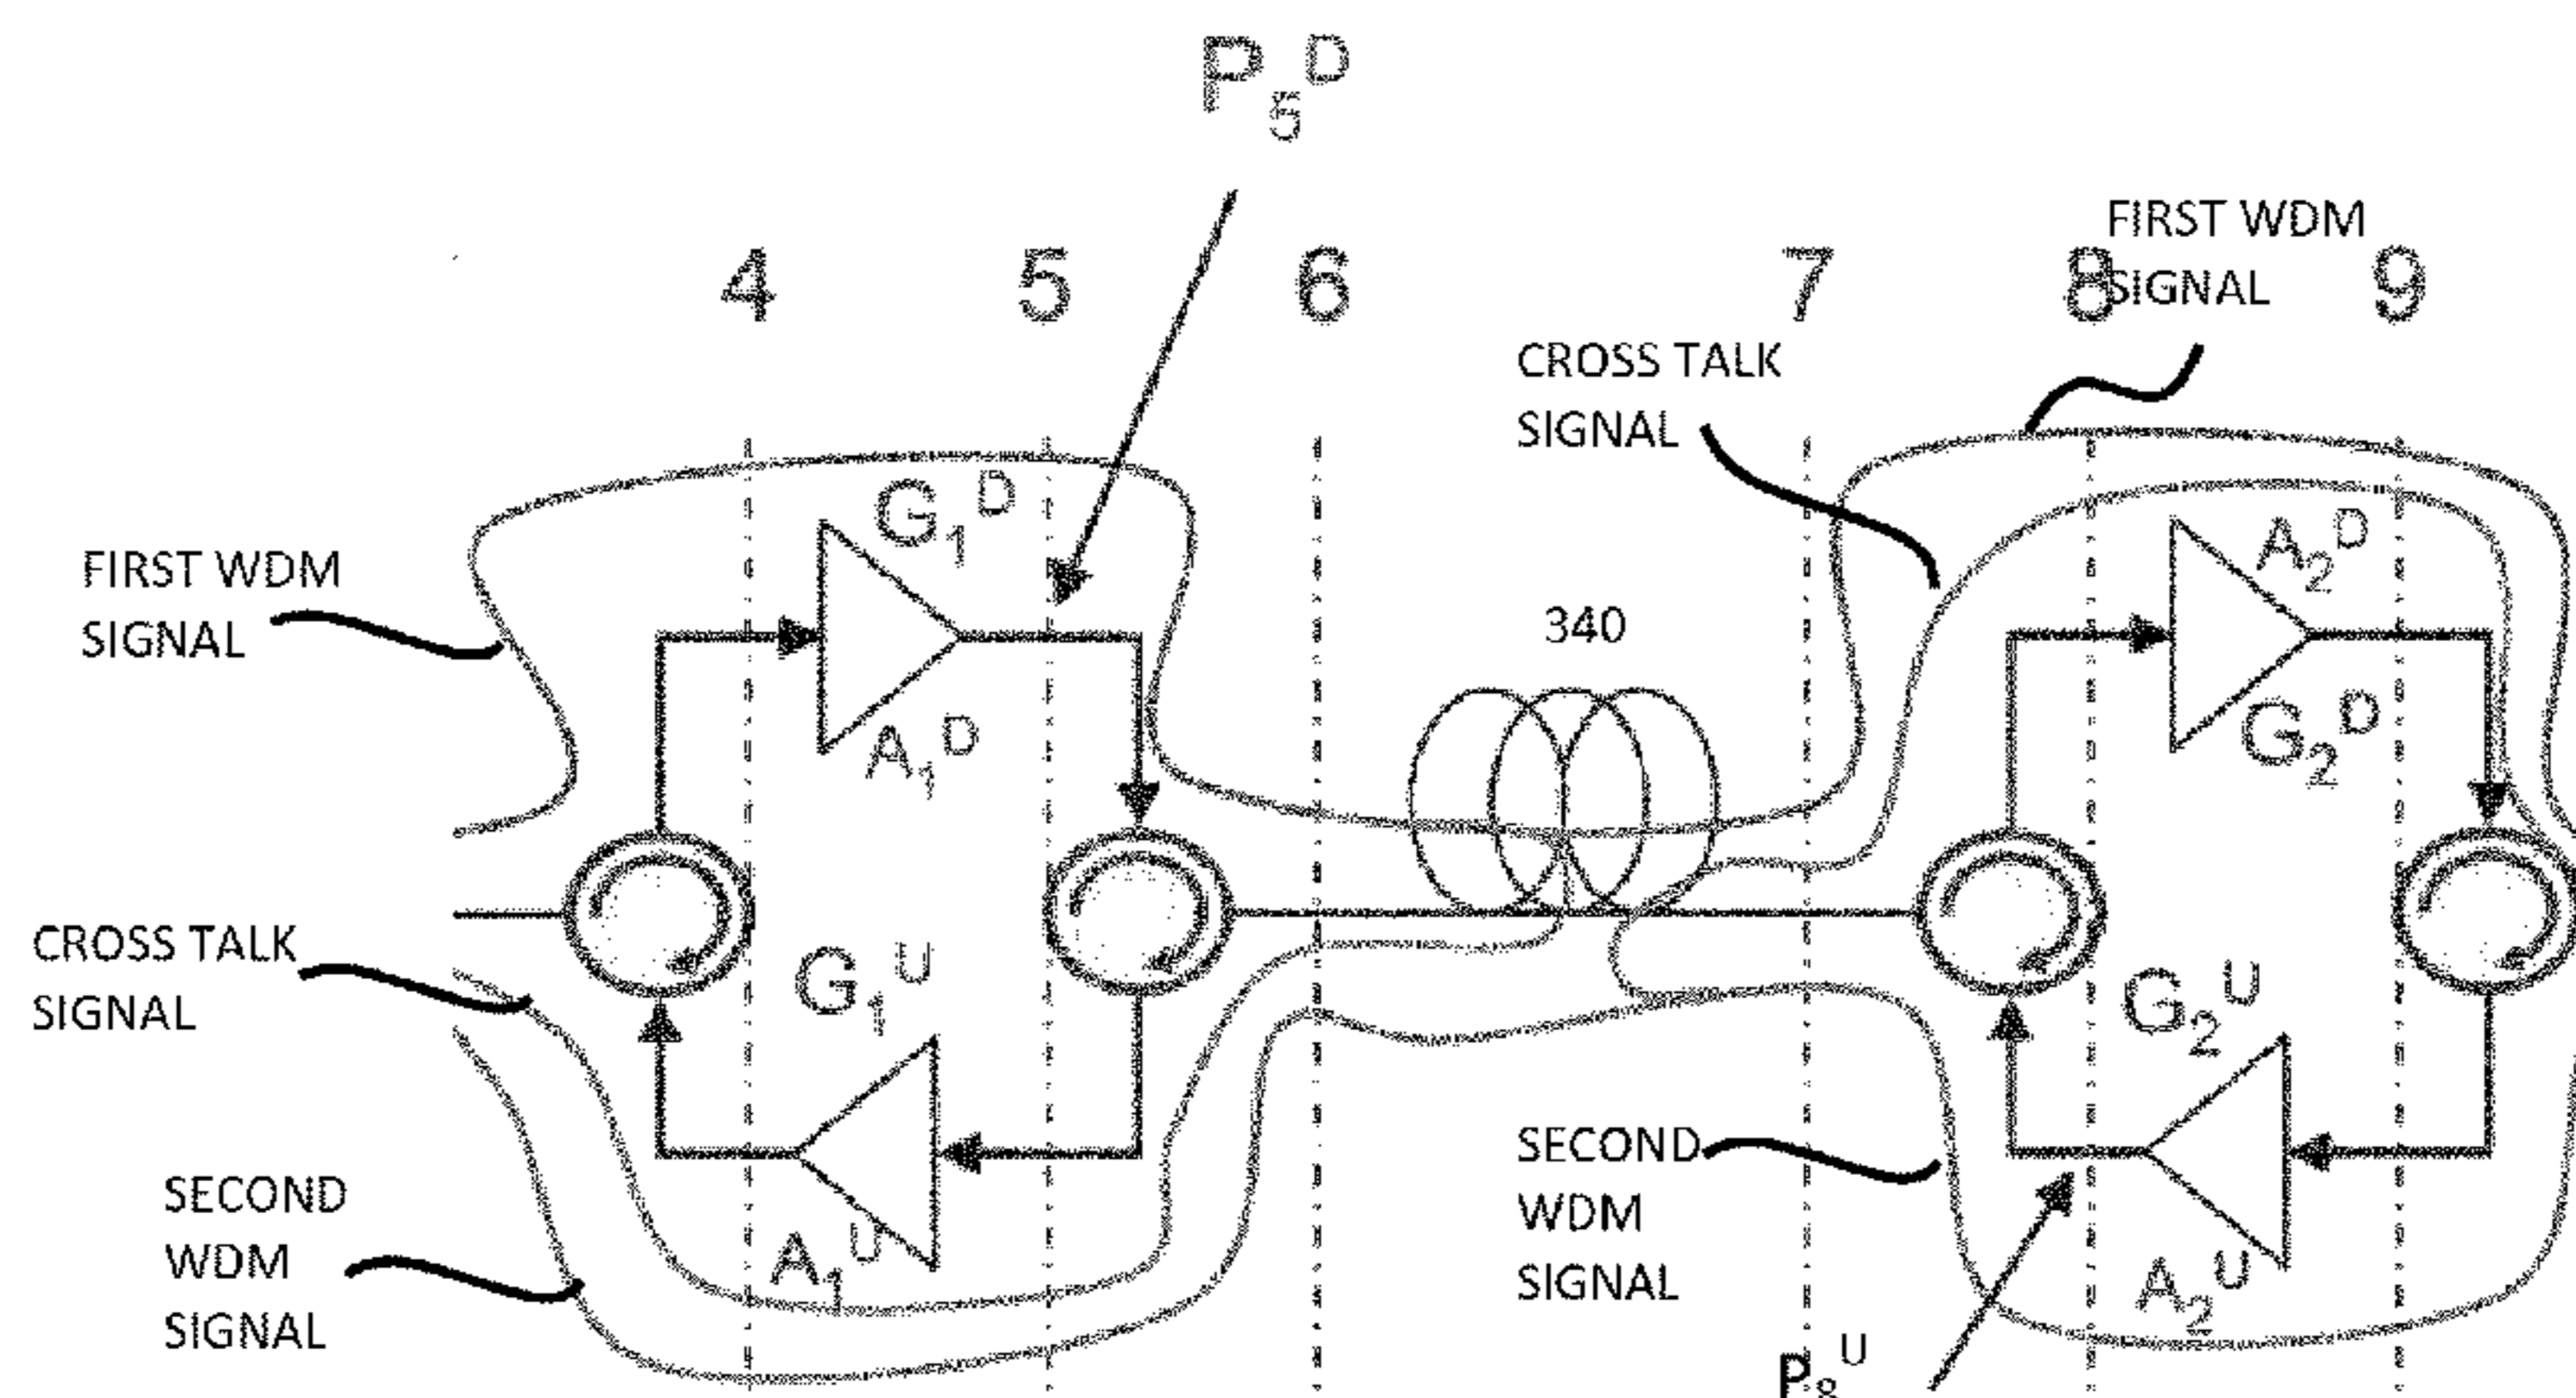 P5D
FIRST WDM
SIGNAL
4 5 6 7 8 9
CROSS TALK
SIGNAL
G1D
A2D
FIRST WDM
SIGNAL
340
A1D
G2D
CROSS TALK
SIGNAL
G1U
G2U
SECOND
WDM
SIGNAL
SECOND
WDM
SIGNAL
A1U
A2U
P8U